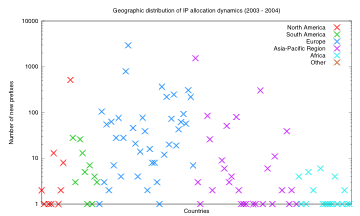 Geographic distribution of IP allocation dynamics (2003 - 2004)
10000
1000
100
10
1
Number of new prefixes
Countries
North America
South America
Europe
Asia-Pacific Region
Africa
Other